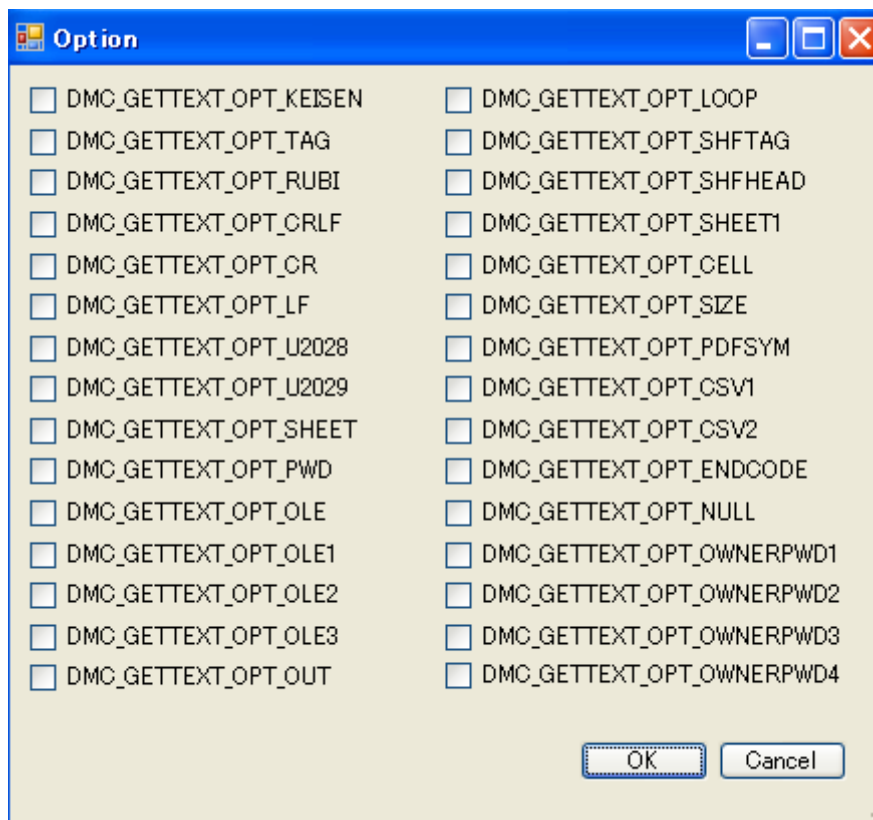 Option
DMC_GETTEXT_OPT_KEISEN
DMC_GETTEXT_OPT_TAG
DMC_GETTEXT_OPT_RUBI
DMC_GETTEXT_OPT_CRLF
DMC_GETTEXT_OPT_CR
DMC_GETTEXT_OPT_LF
DMC_GETTEXT_OPT_U2028
DMC_GETTEXT_OPT_U2029
DMC_GETTEXT_OPT_SHEET
DMC_GETTEXT_OPT_PWD
DMC_GETTEXT_OPT_OLE
DMC_GETTEXT_OPT_OLE1
DMC_GETTEXT_OPT_OLE2
DMC_GETTEXT_OPT_OLE3
DMC_GETTEXT_OPT_OUT
DMC_GETTEXT_OPT_LOOP
DMC_GETTEXT_OPT_SHFTAG
DMC_GETTEXT_OPT_SHFHEAD
DMC_GETTEXT_OPT_SHEET1
DMC_GETTEXT_OPT_CELL
DMC_GETTEXT_OPT_SIZE
DMC_GETTEXT_OPT_PDFSYM
DMC_GETTEXT_OPT_CSV1
DMC_GETTEXT_OPT_CSV2
DMC_GETTEXT_OPT_ENDCODE
DMC_GETTEXT_OPT_NULL
DMC_GETTEXT_OPT_OWNERPWD1
DMC_GETTEXT_OPT_OWNERPWD2
DMC_GETTEXT_OPT_OWNERPWD3
DMC_GETTEXT_OPT_OWNERPWD4
OK
Cancel